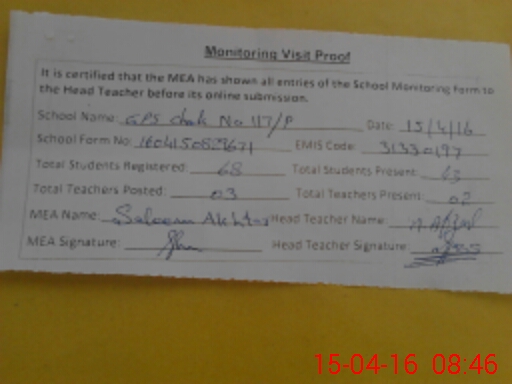 Monitoring Visit Proof
It is certified that the MEA has shown all entries of the School Monitoring Form to
the Head Teacher before its online submission.
School Name: GPS Chak No 117/P Date: 15/4/16
School Form No: EMIS Code: 31330197
Total Students Registered: 68 Total Students Present: 63
Total Teachers Posted: 03 Total Teachers Present: 02
MEA Name: Saleem Akhtar Head Teacher Name:
MEA Signature: Head Teacher Signature:
15-04-16 08:46